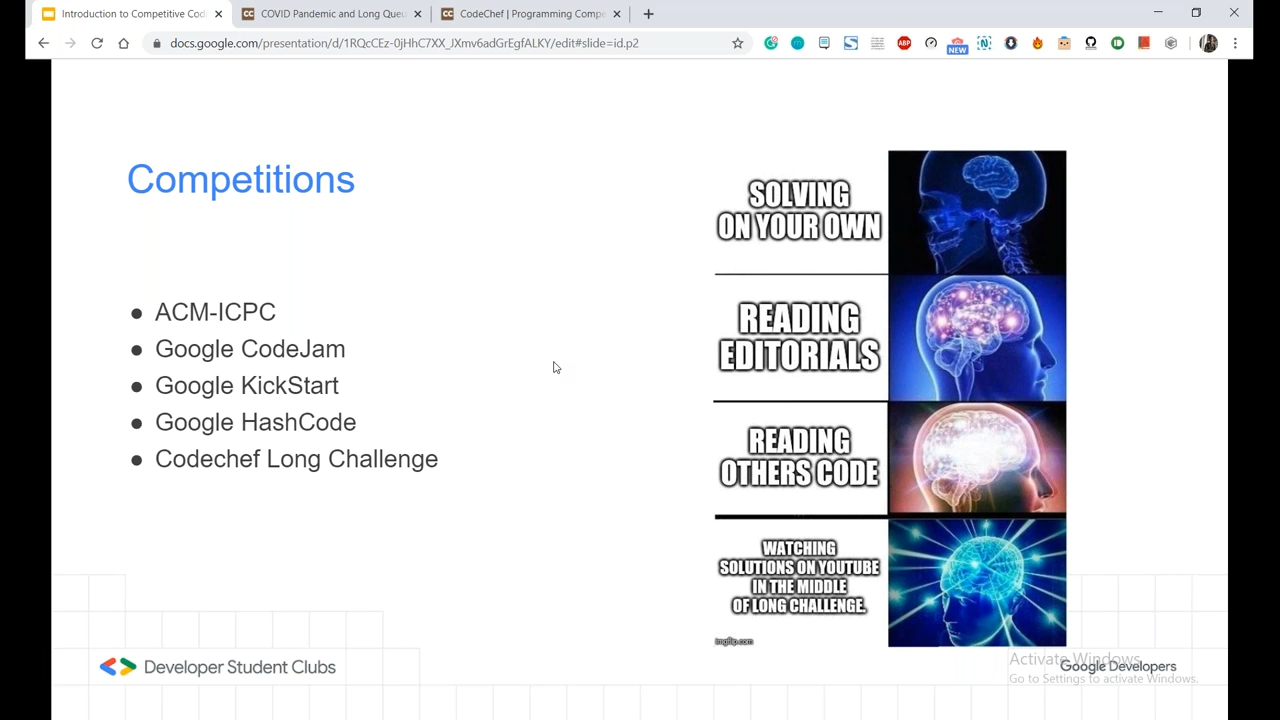 Introduction to Competitive Cod
COVID Pandemic and Long Queu
CodeChef | Programming Compe
docs.google.com/presentation/d/1RQcCEz-0jHhC7XX_JXmv6adGrEgfALKY/edit#slide=id.p2
ABP
NEW
Competitions
● ACM-ICPC
● Google CodeJam
● Google KickStart
● Google HashCode
● Codechef Long Challenge
SOLVING
ON YOUR OWN
READING
EDITORIALS
READING
OTHERS CODE
WATCHING
SOLUTIONS ON YOUTUBE
IN THE MIDDLE
OF LONG CHALLENGE.
imgflip.com
Developer Student Clubs
Google Developers
Activate Windows
Go to Settings to activate Windows.